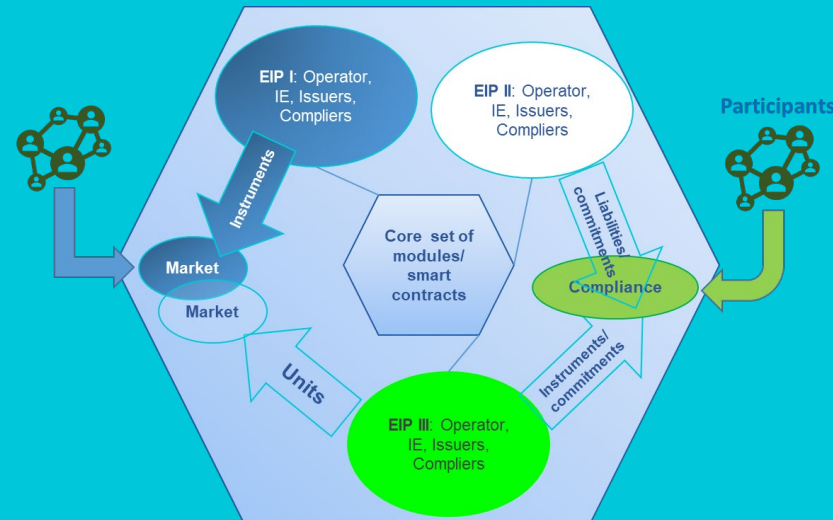 EIP I: Operator,
IE, Issuers,
Compliers
EIP II: Operator,
IE, Issuers,
Compliers
Participants
Instruments
Liabilities/
commitments
Core set of
modules/
smart
contracts
Market
Market
Compliance
Units
Instruments/
commitments
EIP III: Operator,
IE, Issuers,
Compliers